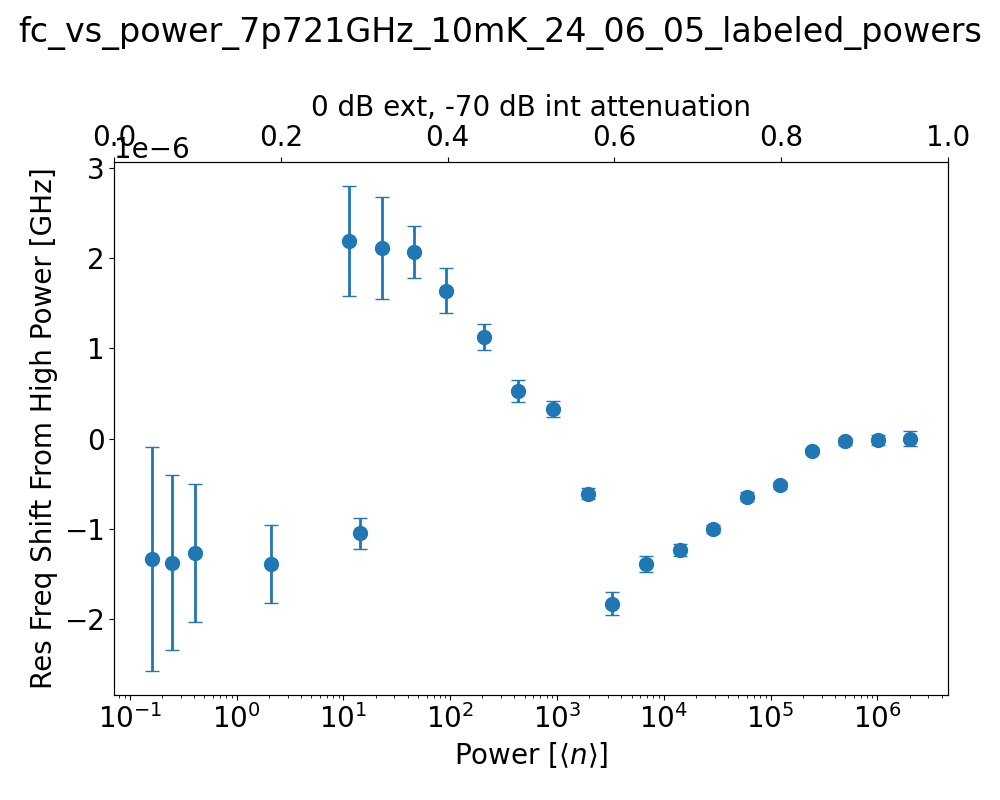 fc_vs_power_7p721GHz_10mK_24_06_05_labeled_powers
0 dB ext, -70 dB int attenuation
0.0 0.2 0.4 0.6 0.8 1.0
1e−6
Res Freq Shift From High Power [GHz]
3
2
1
0
−1
−2
10⁻¹ 10⁰ 10¹ 10² 10³ 10⁴ 10⁵ 10⁶
Power [⟨n⟩]